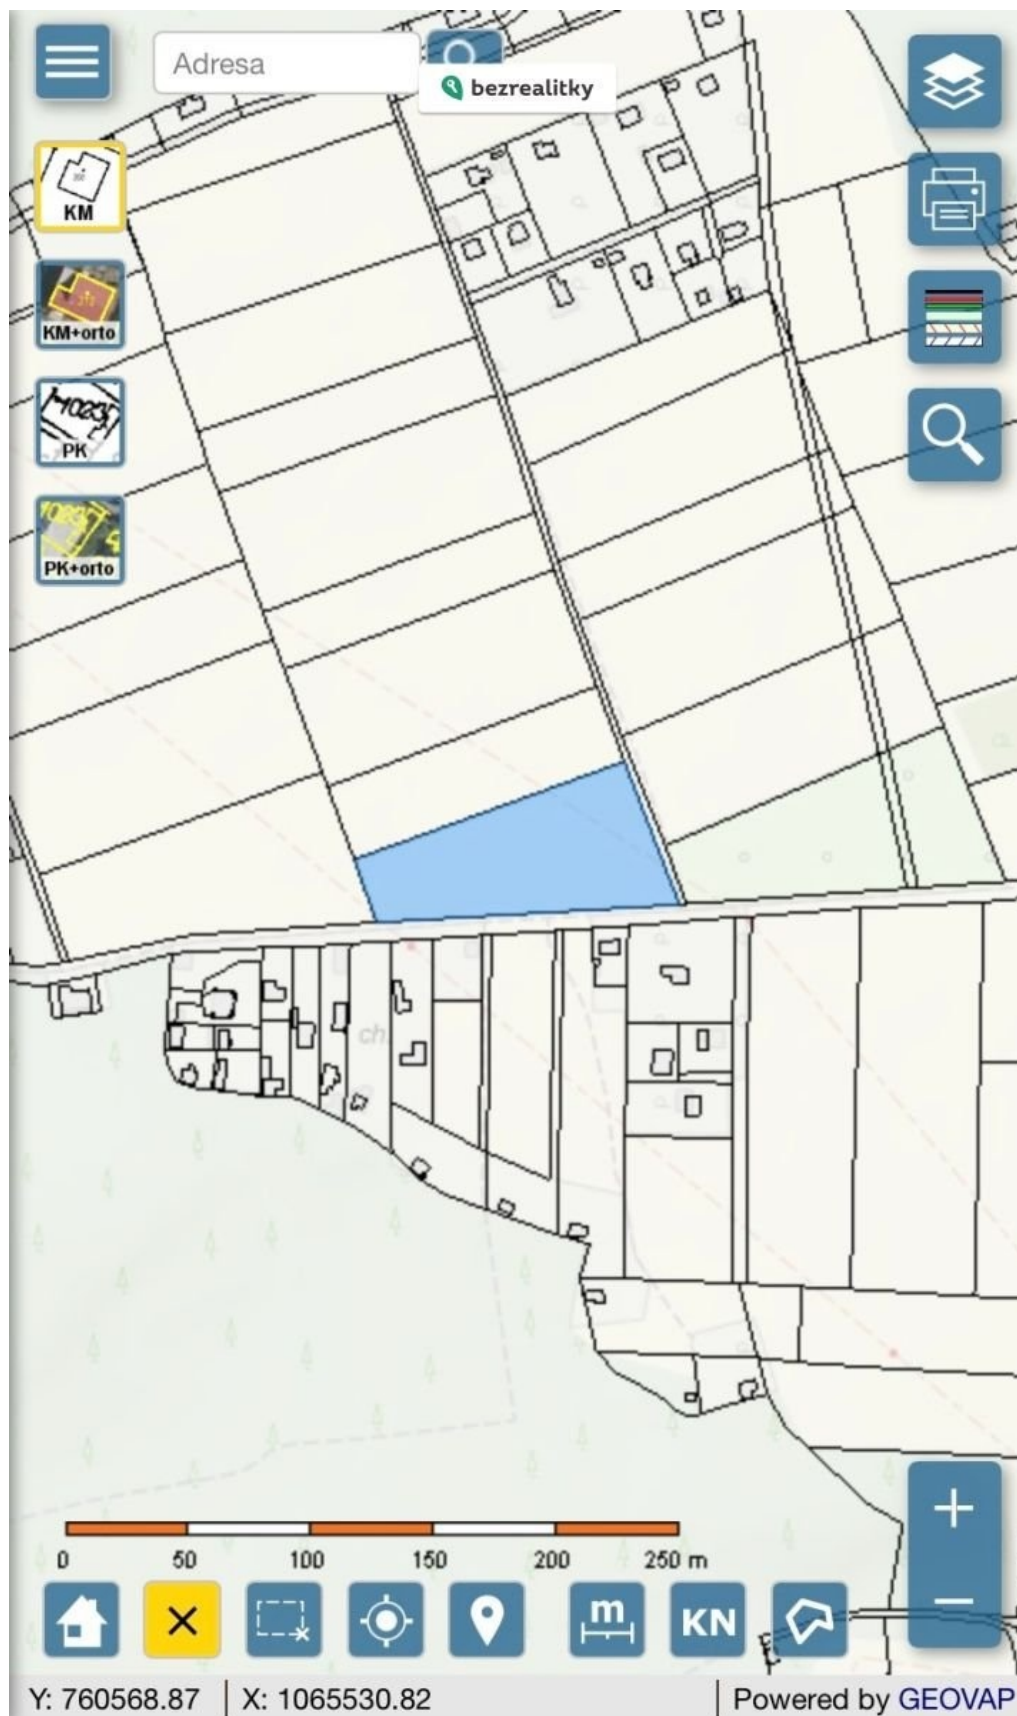 Adresa
bezrealitky
KM
KM+orto
PK
PK+orto
ch.
0 50 100 150 200 250 m
m
KN
Y: 760568.87 X: 1065530.82 Powered by GEOVAP